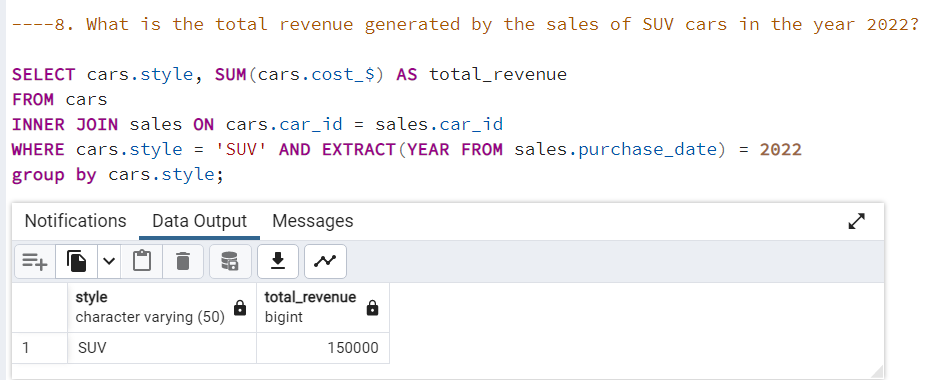 ----8. What is the total revenue generated by the sales of SUV cars in the year 2022?
SELECT cars.style, SUM(cars.cost_$) AS total_revenue
FROM cars
INNER JOIN sales ON cars.car_id = sales.car_id
WHERE cars.style = 'SUV' AND EXTRACT(YEAR FROM sales.purchase_date) = 2022
group by cars.style;
Notifications Data Output Messages
style total_revenue
character varying (50) bigint
1 SUV 150000